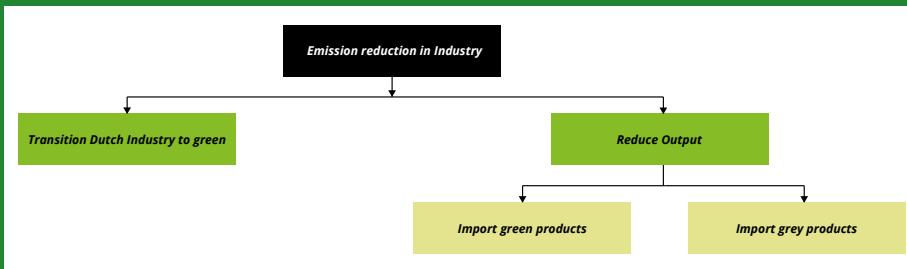 Emission reduction in Industry
Transition Dutch Industry to green
Reduce Output
Import green products
Import grey products